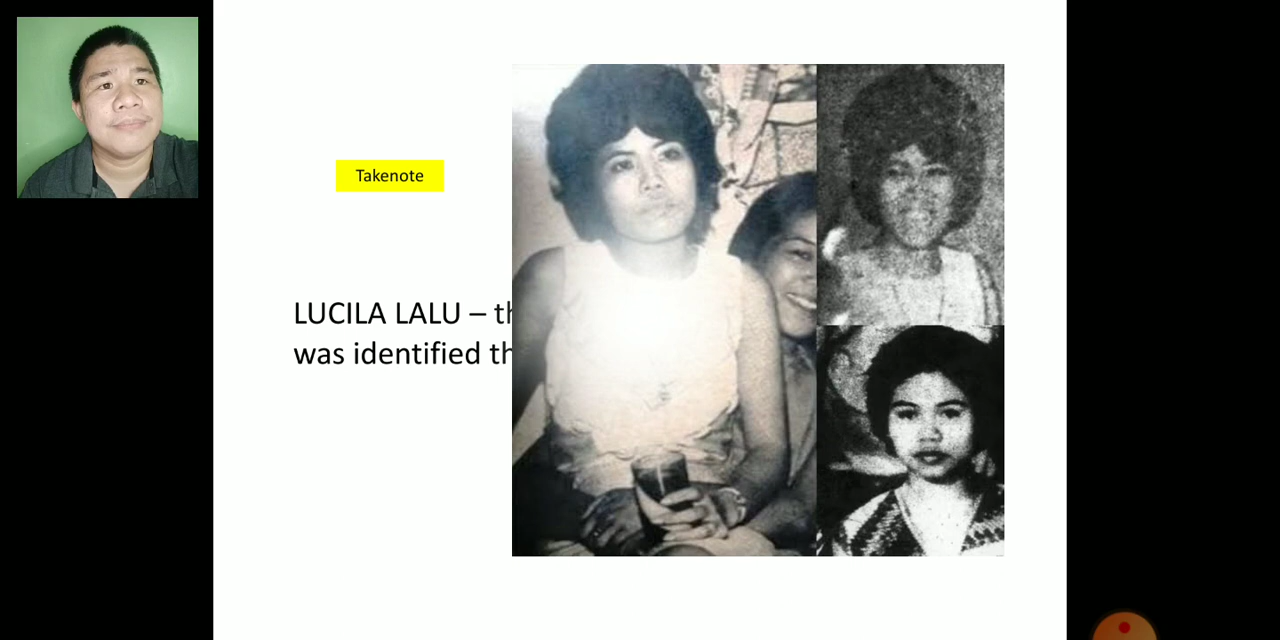 Takenote
LUCILA LALU – th
was identified th